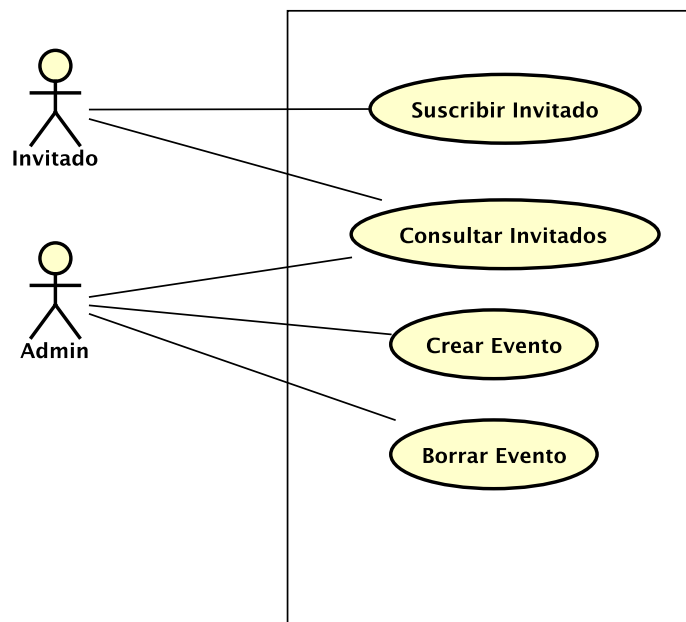 Invitado
Suscribir Invitado
Consultar Invitados
Admin
Crear Evento
Borrar Evento